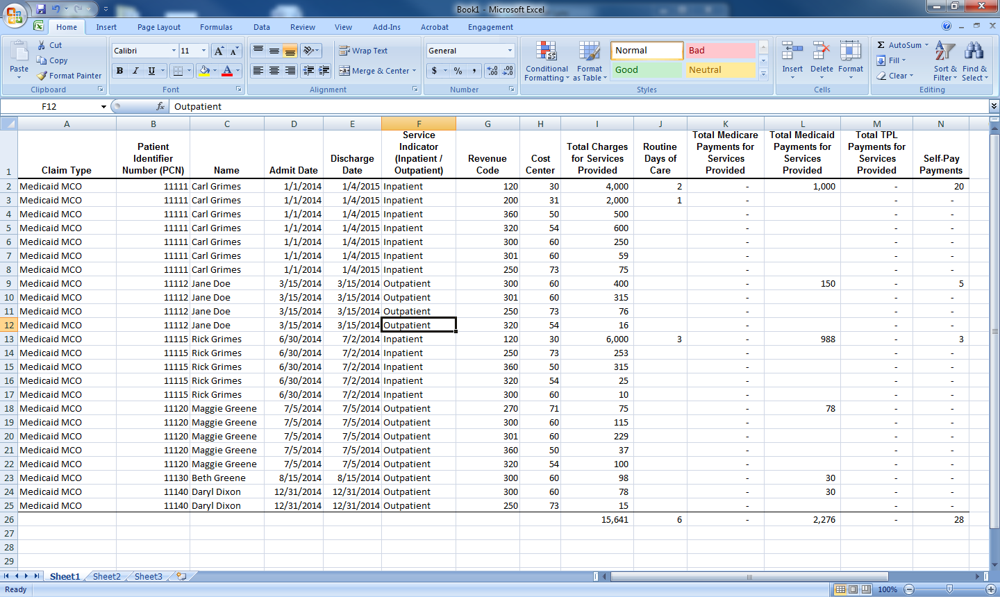 Book1 - Microsoft Excel
Home Insert Page Layout Formulas Data Review View Add-Ins Acrobat Engagement
Paste
Cut
Copy
Format Painter
Clipboard
Calibri 11
B I U
Font
Wrap Text
Merge & Center
Alignment
General
$ % ,
Number
Conditional Formatting
Format as Table
Normal Bad
Good Neutral
Styles
Insert Delete Format
Cells
AutoSum
Fill
Clear
Sort & Filter
Find & Select
Editing
F12 fx Outpatient
A B C D E F G H I J K L M N
1 Claim Type Patient Identifier Number (PCN) Name Admit Date Discharge Date Service Indicator (Inpatient / Outpatient) Revenue Code Cost Center Total Charges for Services Provided Routine Days of Care Total Medicare Payments for Services Provided Total Medicaid Payments for Services Provided Total TPL Payments for Services Provided Self-Pay Payments
2 Medicaid MCO 11111 Carl Grimes 1/1/2014 1/4/2015 Inpatient 120 30 4,000 2 - 1,000 - 20
3 Medicaid MCO 11111 Carl Grimes 1/1/2014 1/4/2015 Inpatient 200 31 2,000 1 - - -
4 Medicaid MCO 11111 Carl Grimes 1/1/2014 1/4/2015 Inpatient 360 50 500 - - -
5 Medicaid MCO 11111 Carl Grimes 1/1/2014 1/4/2015 Inpatient 320 54 600 - - -
6 Medicaid MCO 11111 Carl Grimes 1/1/2014 1/4/2015 Inpatient 300 60 250 - - -
7 Medicaid MCO 11111 Carl Grimes 1/1/2014 1/4/2015 Inpatient 301 60 59 - - -
8 Medicaid MCO 11111 Carl Grimes 1/1/2014 1/4/2015 Inpatient 250 73 75 - - -
9 Medicaid MCO 11112 Jane Doe 3/15/2014 3/15/2014 Outpatient 300 60 400 - 150 - 5
10 Medicaid MCO 11112 Jane Doe 3/15/2014 3/15/2014 Outpatient 301 60 315 - - -
11 Medicaid MCO 11112 Jane Doe 3/15/2014 3/15/2014 Outpatient 250 73 76 - - -
12 Medicaid MCO 11112 Jane Doe 3/15/2014 3/15/2014 Outpatient 320 54 16 - - -
13 Medicaid MCO 11115 Rick Grimes 6/30/2014 7/2/2014 Inpatient 120 30 6,000 3 - 988 - 3
14 Medicaid MCO 11115 Rick Grimes 6/30/2014 7/2/2014 Inpatient 250 73 253 - - -
15 Medicaid MCO 11115 Rick Grimes 6/30/2014 7/2/2014 Inpatient 360 50 315 - - -
16 Medicaid MCO 11115 Rick Grimes 6/30/2014 7/2/2014 Inpatient 320 54 25 - - -
17 Medicaid MCO 11115 Rick Grimes 6/30/2014 7/2/2014 Inpatient 300 60 10 - - -
18 Medicaid MCO 11120 Maggie Greene 7/5/2014 7/5/2014 Outpatient 270 71 75 - 78 - -
19 Medicaid MCO 11120 Maggie Greene 7/5/2014 7/5/2014 Outpatient 300 60 115 - - -
20 Medicaid MCO 11120 Maggie Greene 7/5/2014 7/5/2014 Outpatient 301 60 229 - - -
21 Medicaid MCO 11120 Maggie Greene 7/5/2014 7/5/2014 Outpatient 360 50 37 - - -
22 Medicaid MCO 11120 Maggie Greene 7/5/2014 7/5/2014 Outpatient 320 54 100 - - -
23 Medicaid MCO 11130 Beth Greene 8/15/2014 8/15/2014 Outpatient 300 60 98 - 30 - -
24 Medicaid MCO 11140 Daryl Dixon 12/31/2014 12/31/2014 Outpatient 300 60 78 - 30 - -
25 Medicaid MCO 11140 Daryl Dixon 12/31/2014 12/31/2014 Outpatient 250 73 15 - - -
26 15,641 6 - 2,276 - 28
27
28
29
Sheet1 Sheet2 Sheet3
Ready 100%